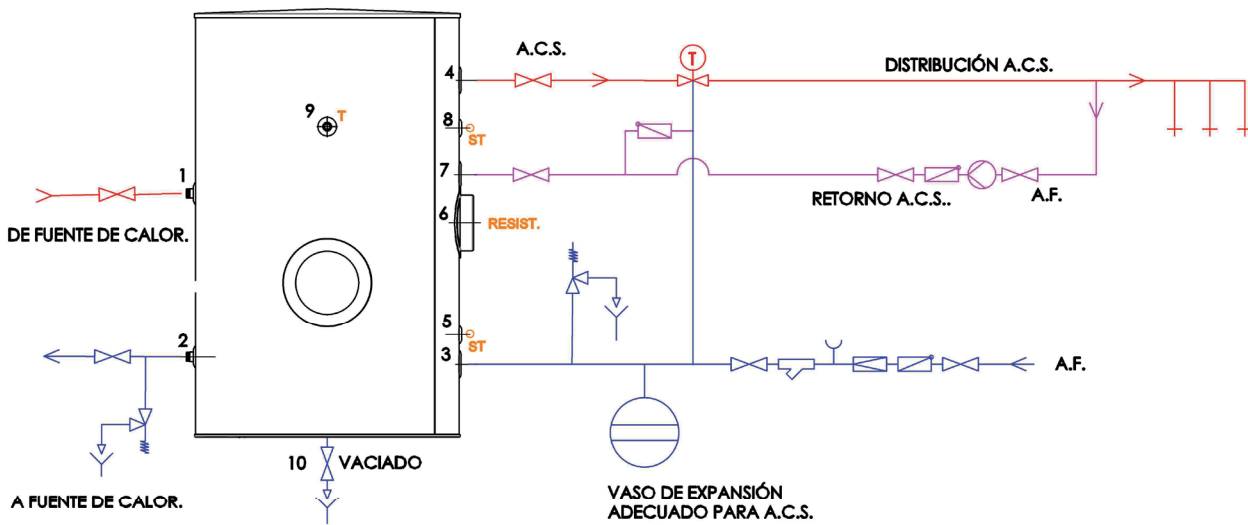 A.C.S.
T
4
DISTRIBUCIÓN A.C.S.
9 T
8
ST
1
7
RETORNO A.C.S..
A.F.
6
RESIST.
DE FUENTE DE CALOR.
5
ST
2
3
A.F.
10 VACIADO
A FUENTE DE CALOR.
VASO DE EXPANSIÓN
ADECUADO PARA A.C.S.